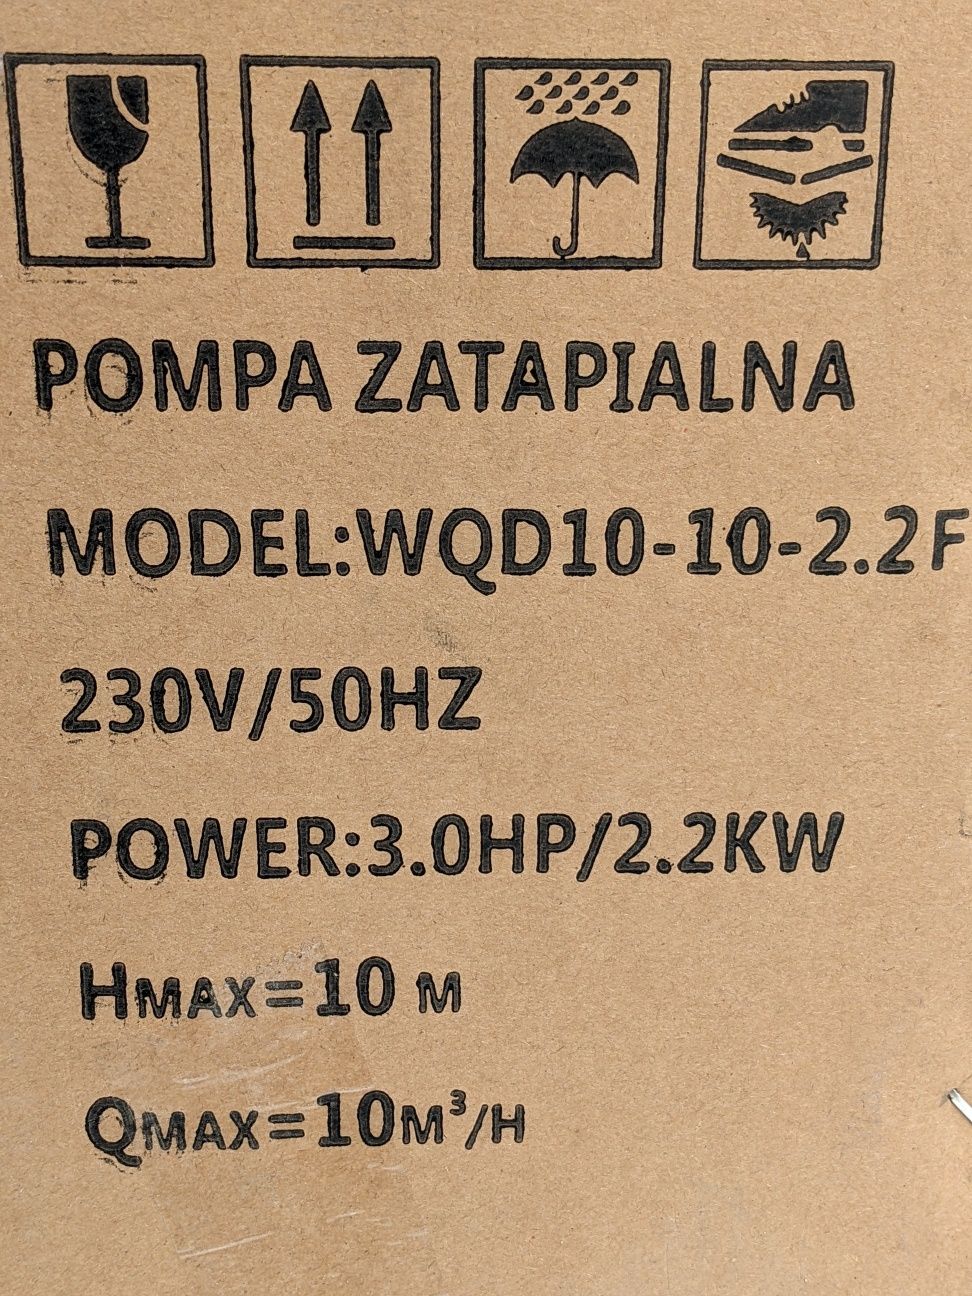 POMPA ZATAPIALNA
MODEL:WQD10-10-2.2F
230V/50HZ
POWER:3.0HP/2.2KW
HMAX=10 M
QMAX=10M³/H